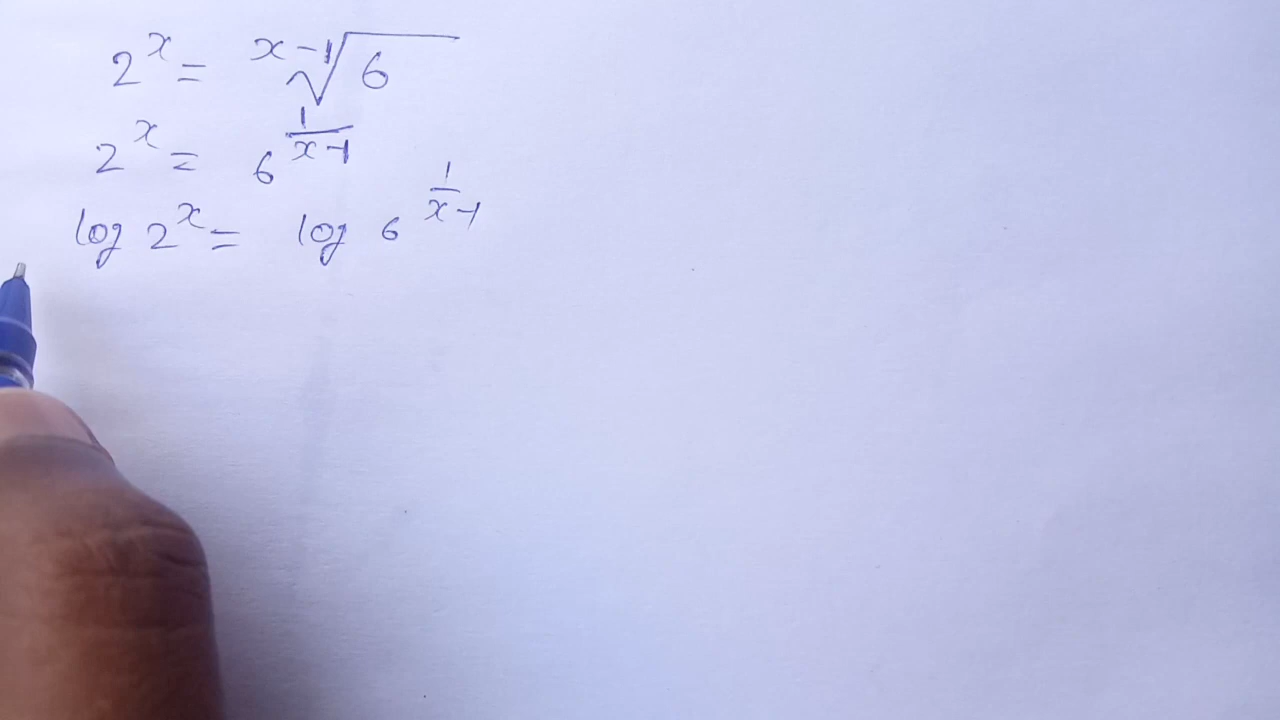 2^x = ^{x-1}√6
2^x = 6^{1/(x-1)}
log 2^x = log 6^{1/(x-1)}